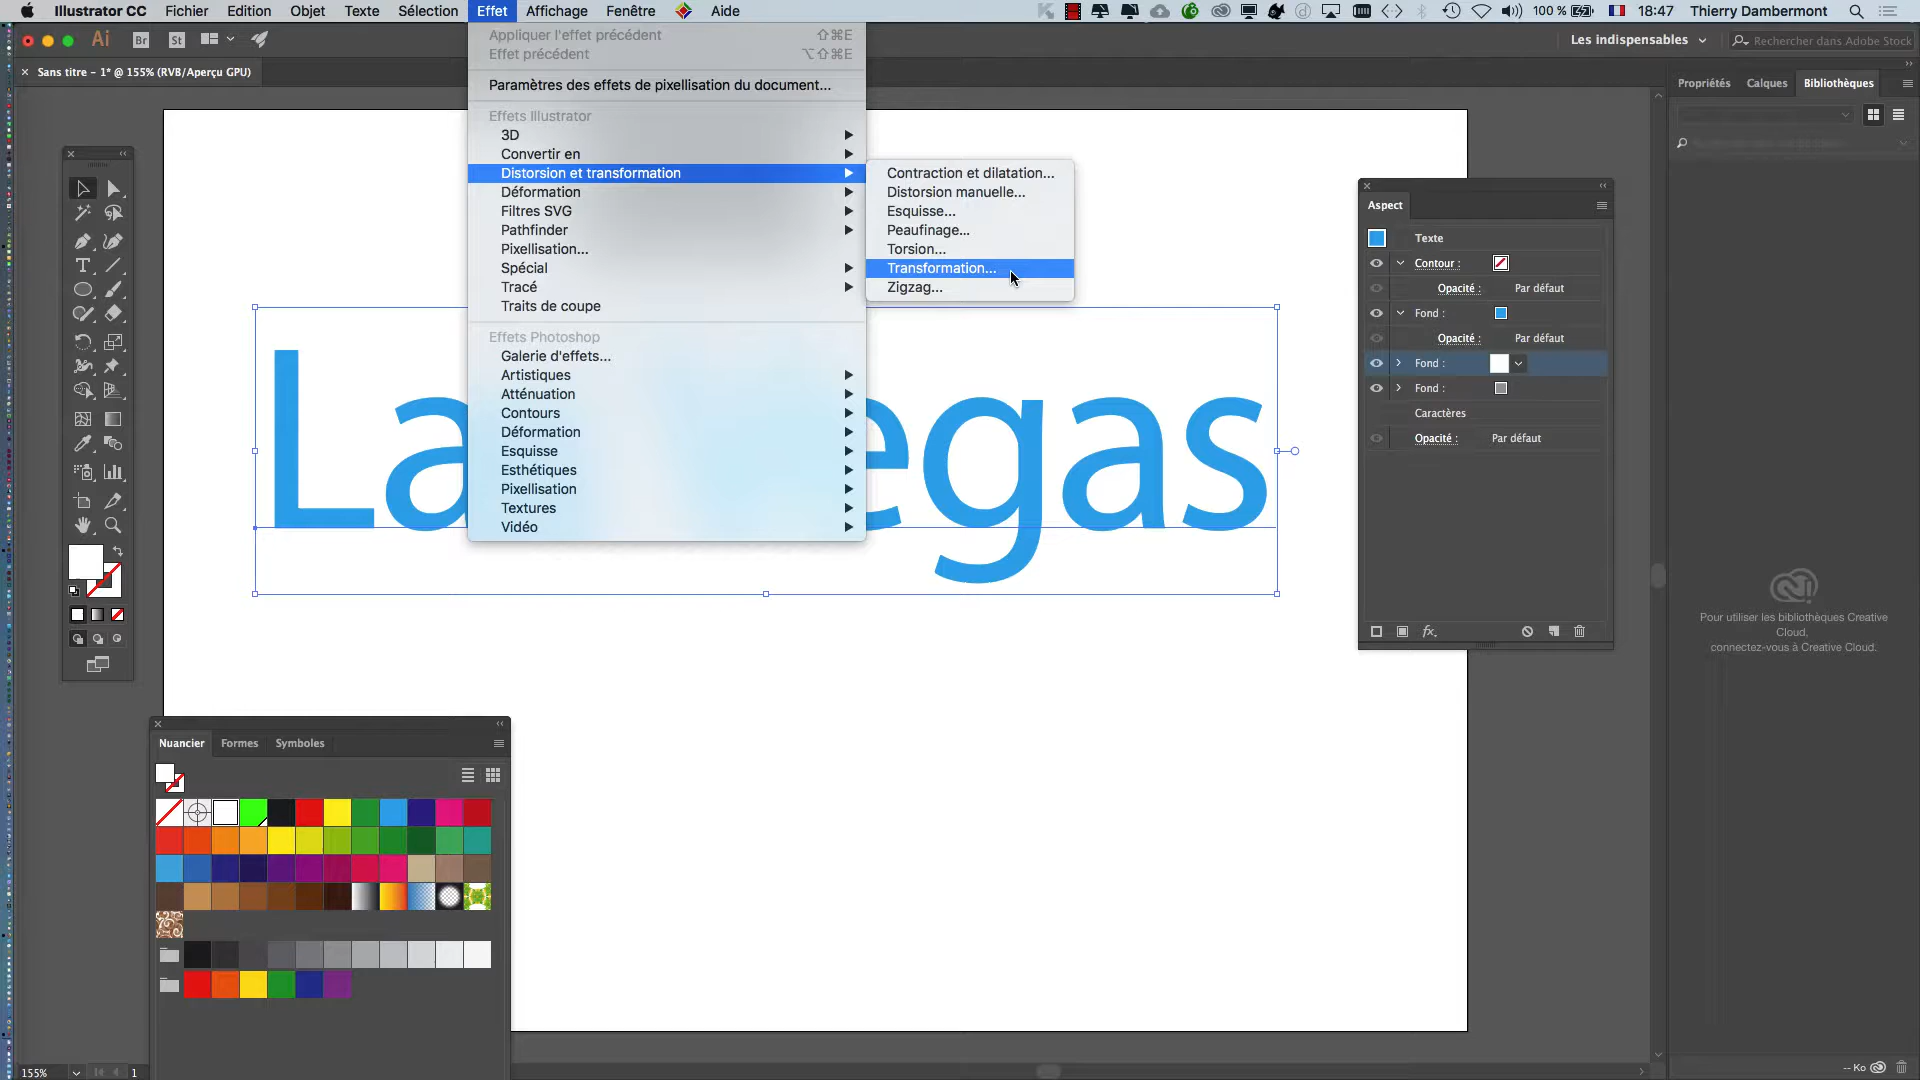 Illustrator CC Fichier Edition Objet Texte Sélection Effet Affichage Fenêtre Aide 100 % 18:47 Thierry Dambermont
Ai Br St Les indispensables Rechercher dans Adobe Stock
Sans titre - 1* @ 155% (RVB/Aperçu GPU)
Appliquer l'effet précédent ⇧⌘E
Effet précédent ⌥⇧⌘E
Paramètres des effets de pixellisation du document...
Effets Illustrator
3D
Convertir en
Distorsion et transformation
Déformation
Filtres SVG
Pathfinder
Pixellisation...
Spécial
Tracé
Traits de coupe
Effets Photoshop
Galerie d'effets...
Artistiques
Atténuation
Contours
Déformation
Esquisse
Esthétiques
Pixellisation
Textures
Vidéo
Contraction et dilatation...
Distorsion manuelle...
Esquisse...
Peaufinage...
Torsion...
Transformation...
Zigzag...
La egas
Aspect
Texte
Contour :
Opacité : Par défaut
Fond :
Opacité : Par défaut
Fond :
Fond :
Caractères
Opacité : Par défaut
fx.
Propriétés Calques Bibliothèques
Pour utiliser les bibliothèques Creative
Cloud,
connectez-vous à Creative Cloud.
Nuancier Formes Symboles
155% 1
-- Ko